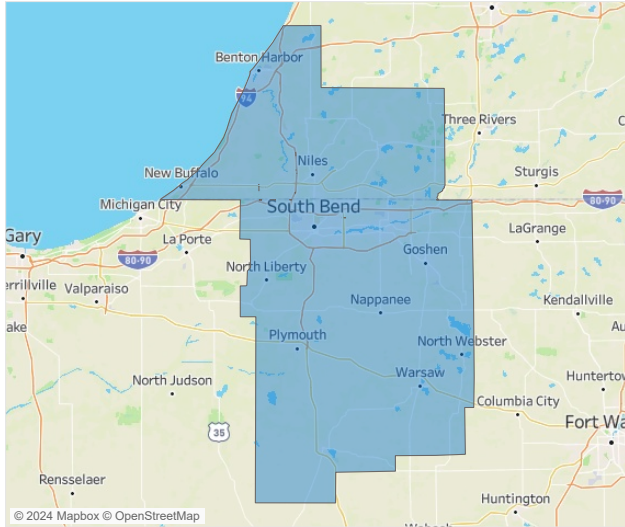 Benton Harbor
94
Three Rivers
Niles
Sturgis
New Buffalo
80-90
Michigan City
South Bend
LaGrange
Gary
La Porte
Goshen
80-90
North Liberty
errillville
Valparaiso
Nappanee
Kendallville
ake
Au
Plymouth
North Webster
North Judson
Warsaw
Huntertow
Columbia City
35
Fort Wa
Rensselaer
Huntington
© 2024 Mapbox © OpenStreetMap